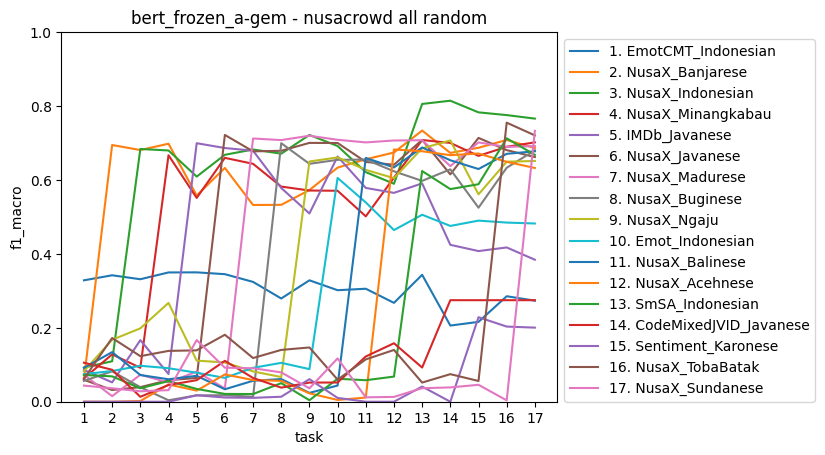 bert_frozen_a-gem - nusacrowd all random
1.0
0.8
0.6
0.4
0.2
0.0
f1_macro
1 2 3 4 5 6 7 8 9 10 11 12 13 14 15 16 17
task
1. EmotCMT_Indonesian
2. NusaX_Banjarese
3. NusaX_Indonesian
4. NusaX_Minangkabau
5. IMDb_Javanese
6. NusaX_Javanese
7. NusaX_Madurese
8. NusaX_Buginese
9. NusaX_Ngaju
10. Emot_Indonesian
11. NusaX_Balinese
12. NusaX_Acehnese
13. SmSA_Indonesian
14. CodeMixedJVID_Javanese
15. Sentiment_Karonese
16. NusaX_TobaBatak
17. NusaX_Sundanese